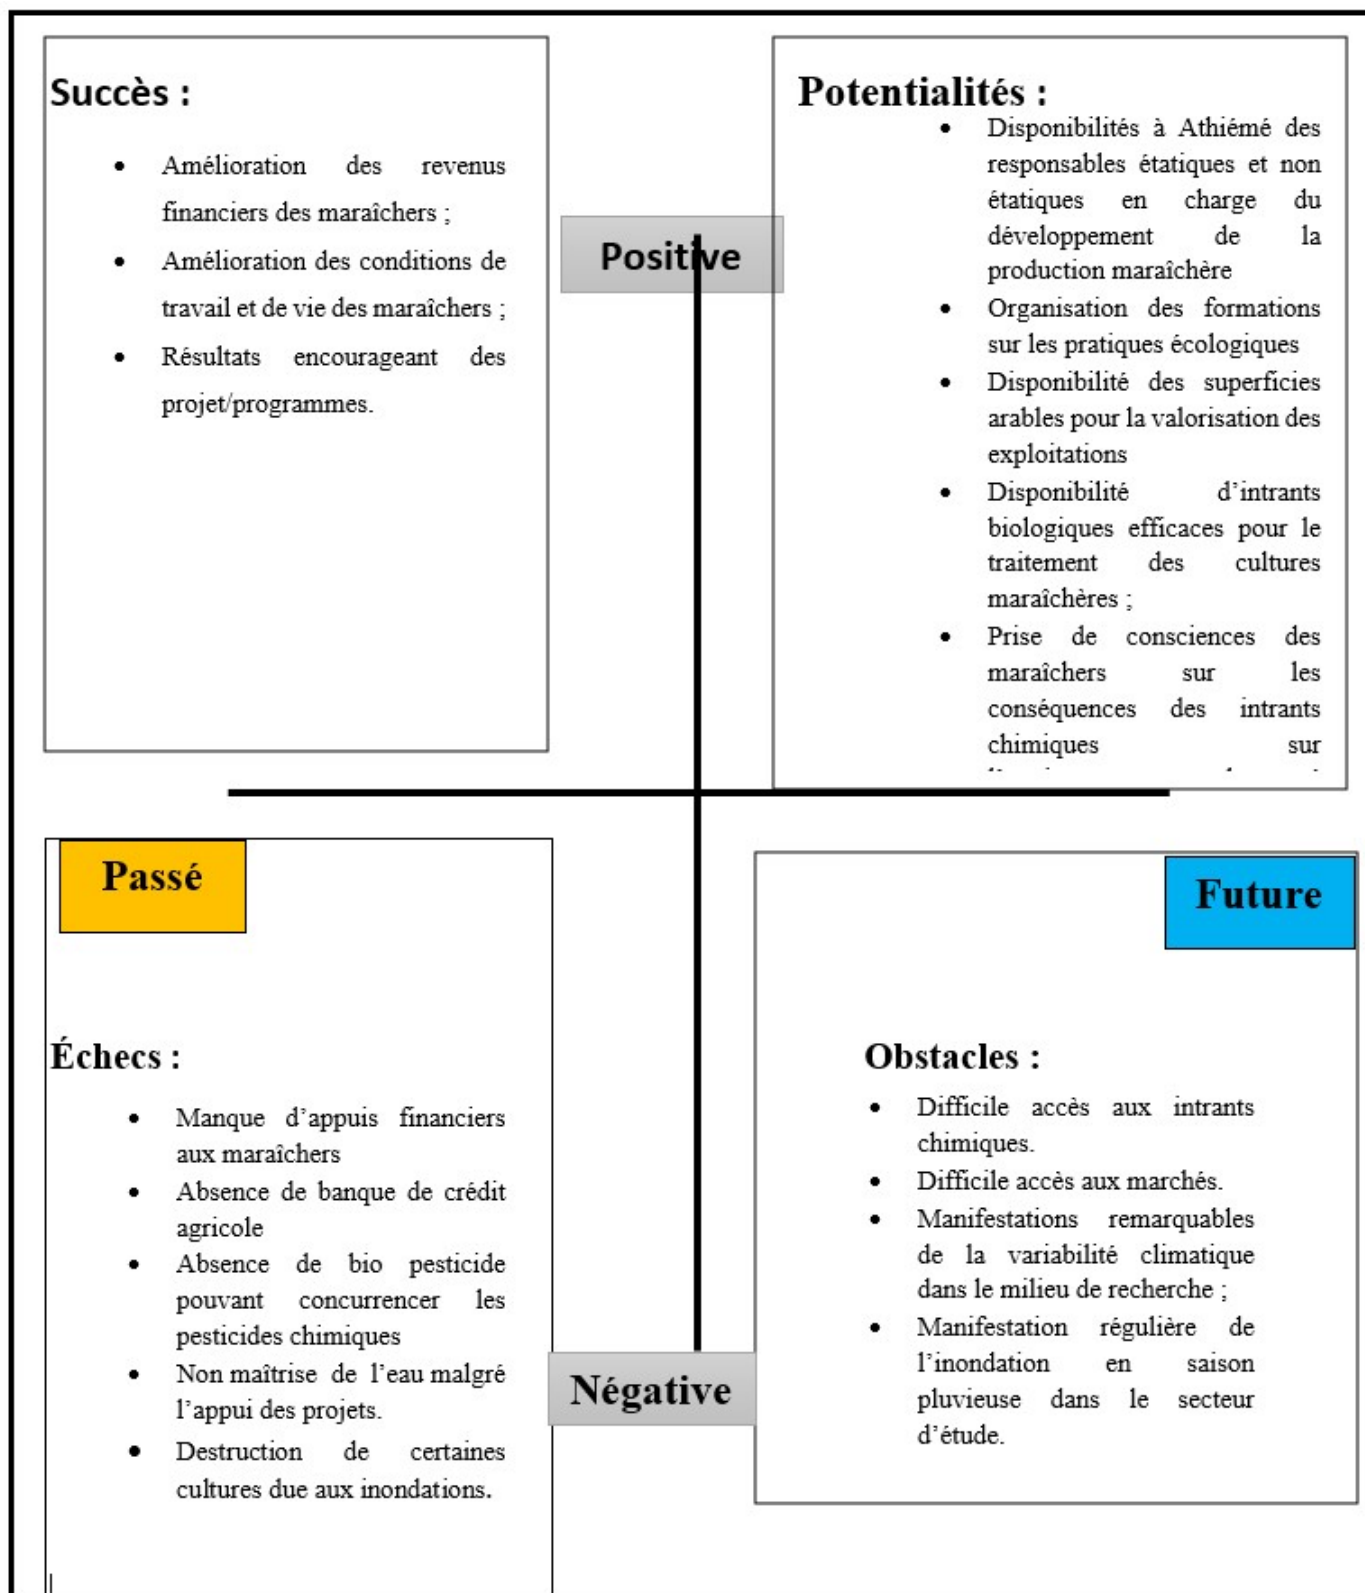 Succès :
• Amélioration des revenus
financiers des maraîchers ;
• Amélioration des conditions de
travail et de vie des maraîchers ;
• Résultats encourageant des
projet/programmes.
Positive
Potentialités :
• Disponibilités à Athiémé des
responsables étatiques et non
étatiques en charge du
développement de la
production maraîchère
• Organisation des formations
sur les pratiques écologiques
• Disponibilité des superficies
arables pour la valorisation des
exploitations
• Disponibilité d’intrants
biologiques efficaces pour le
traitement des cultures
maraîchères ;
• Prise de consciences des
maraîchers sur les
conséquences des intrants
chimiques sur
Passé
Échecs :
• Manque d’appuis financiers
aux maraîchers
• Absence de banque de crédit
agricole
• Absence de bio pesticide
pouvant concurrencer les
pesticides chimiques
• Non maîtrise de l’eau malgré
l’appui des projets.
• Destruction de certaines
cultures due aux inondations.
Négative
Future
Obstacles :
• Difficile accès aux intrants
chimiques.
• Difficile accès aux marchés.
• Manifestations remarquables
de la variabilité climatique
dans le milieu de recherche ;
• Manifestation régulière de
l’inondation en saison
pluvieuse dans le secteur
d’étude.